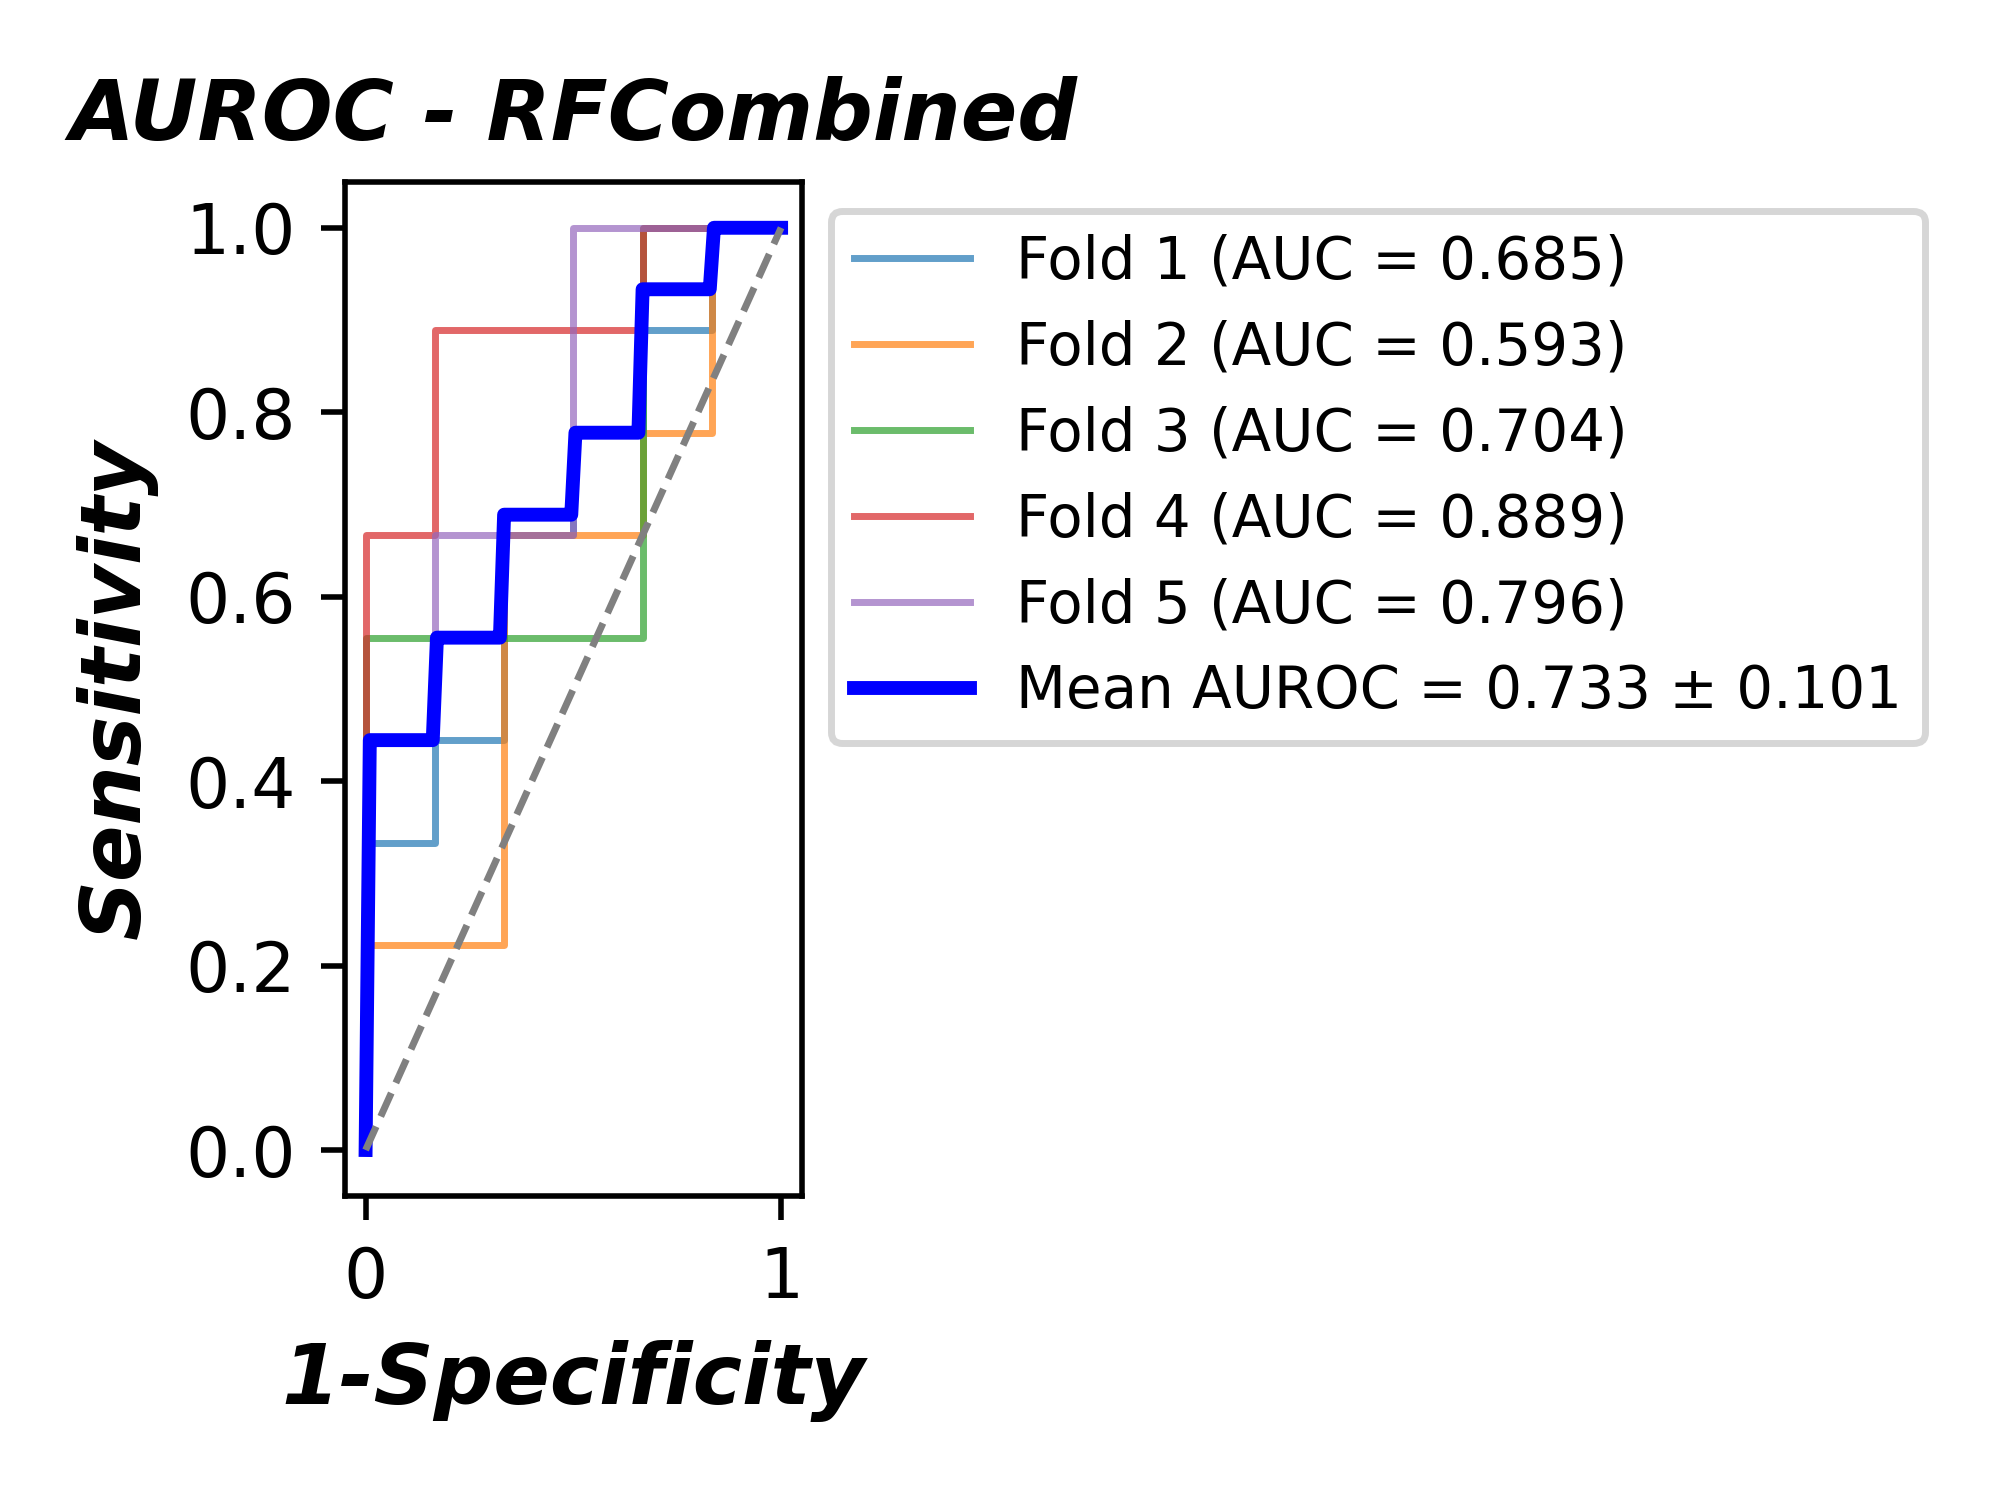 AUROC - RFCombined
Sensitivity
1.0
0.8
0.6
0.4
0.2
0.0
0 1
1-Specificity
Fold 1 (AUC = 0.685)
Fold 2 (AUC = 0.593)
Fold 3 (AUC = 0.704)
Fold 4 (AUC = 0.889)
Fold 5 (AUC = 0.796)
Mean AUROC = 0.733 ± 0.101